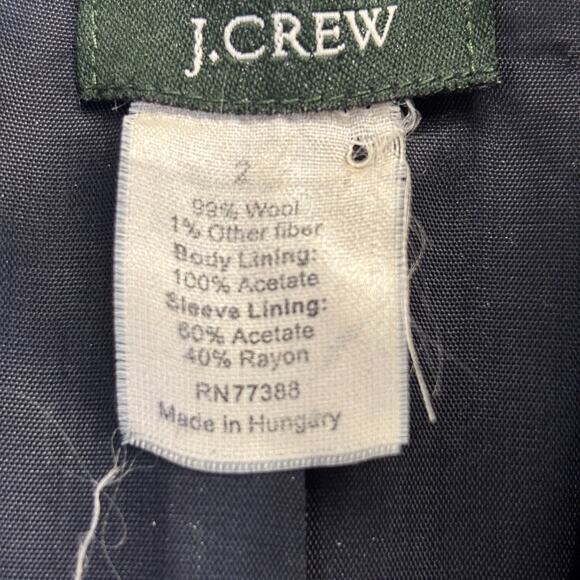 J.CREW
2
99% Wool
1% Other fiber
Body Lining:
100% Acetate
Sleeve Lining:
60% Acetate
40% Rayon
RN77388
Made in Hungary